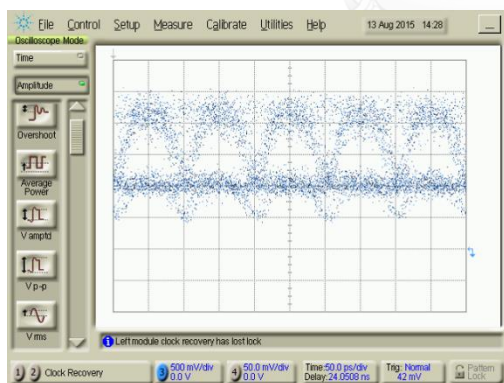 File Control Setup Measure Calibrate Utilities Help 13 Aug 2015 14:28
Oscilloscope Mode
Time
Amplitude
Overshoot
Average
Power
V amptd
V p-p
V rms
Left module clock recovery has lost lock
1 2 Clock Recovery
3 500 mV/div
0.0 V
4 50.0 mV/div
0.0 V
Time:50.0 ps/div
Delay:24.0508 ns
Trig: Normal
42 mV
Pattern
Lock